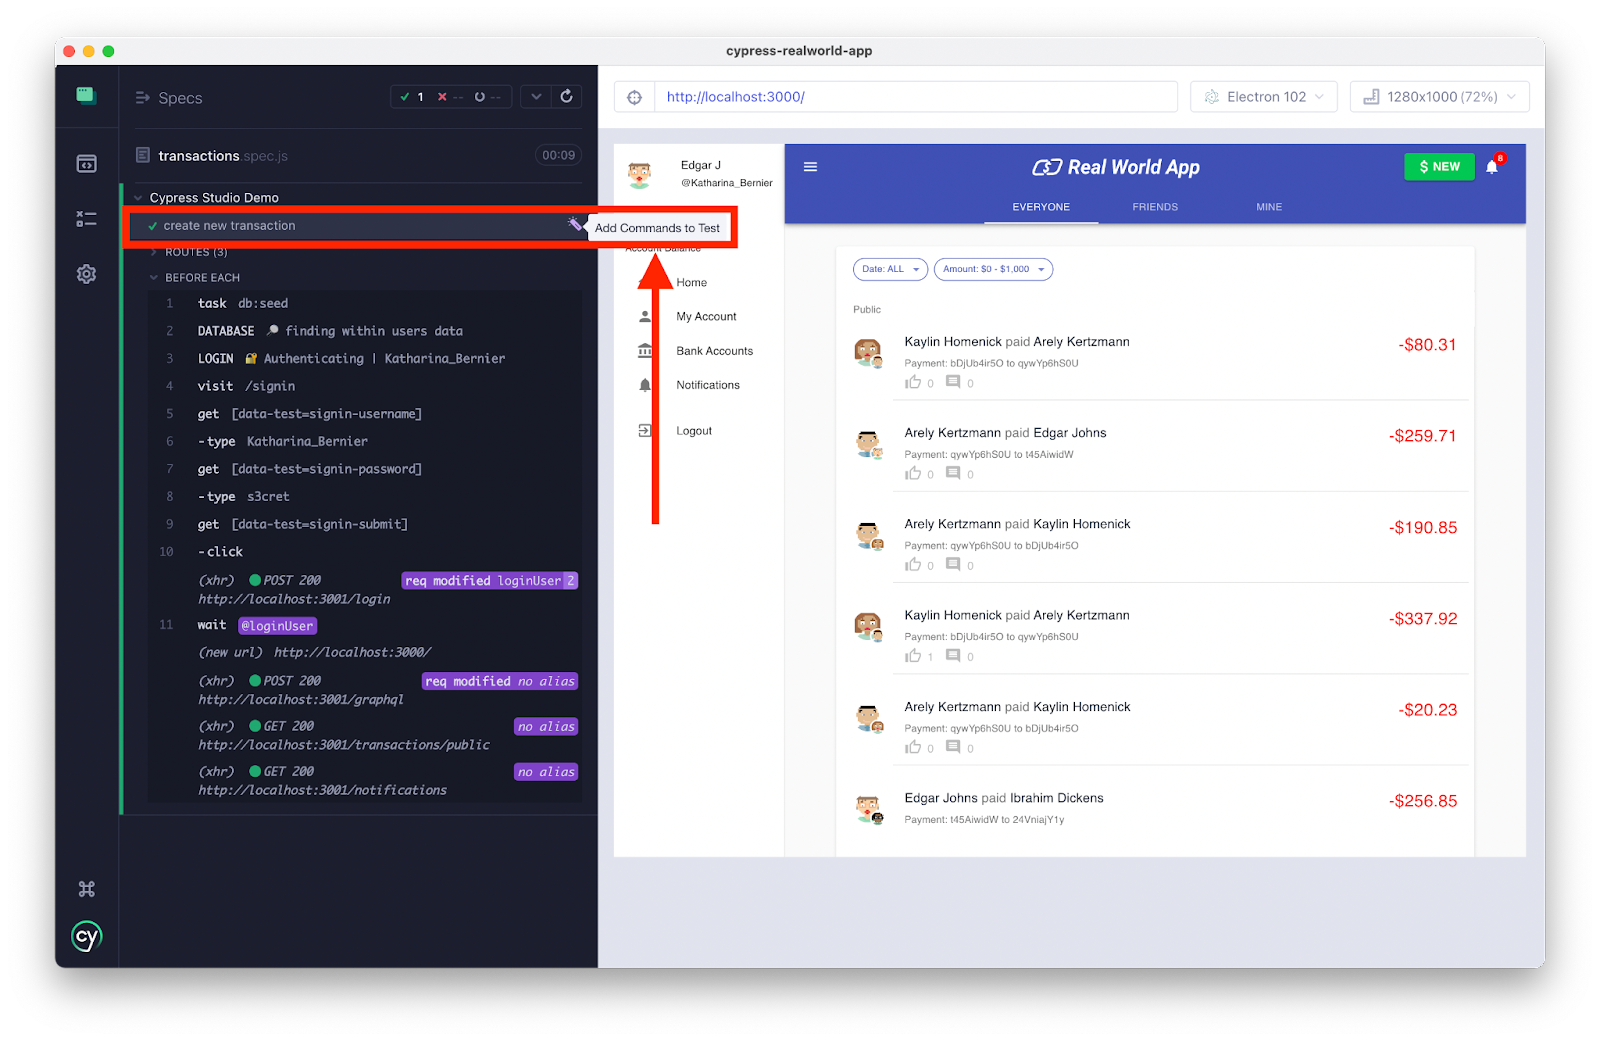 cypress-realworld-app
Specs
1 -- --
http://localhost:3000/
Electron 102
1280x1000 (72%)
transactions.spec.js
00:09
Cypress Studio Demo
create new transaction
Add Commands to Test
ROUTES (3)
BEFORE EACH
1 task db:seed
2 DATABASE 🔎 finding within users data
3 LOGIN 🔐 Authenticating | Katharina_Bernier
4 visit /signin
5 get [data-test=signin-username]
6 -type Katharina_Bernier
7 get [data-test=signin-password]
8 -type s3cret
9 get [data-test=signin-submit]
10 -click
(xhr) POST 200 req modified loginUser 2
http://localhost:3001/login
11 wait @loginUser
(new url) http://localhost:3000/
(xhr) POST 200 req modified no alias
http://localhost:3001/graphql
(xhr) GET 200 no alias
http://localhost:3001/transactions/public
(xhr) GET 200 no alias
http://localhost:3001/notifications
cy
Edgar J
@Katharina_Bernier
Account Balance
Home
My Account
Bank Accounts
Notifications
Logout
Real World App
$ NEW
8
EVERYONE FRIENDS MINE
Date: ALL Amount: $0 - $1,000
Public
Kaylin Homenick paid Arely Kertzmann -$80.31
Payment: bDjUb4ir5O to qywYp6hS0U
0 0
Arely Kertzmann paid Edgar Johns -$259.71
Payment: qywYp6hS0U to t45AiwidW
0 0
Arely Kertzmann paid Kaylin Homenick -$190.85
Payment: qywYp6hS0U to bDjUb4ir5O
0 0
Kaylin Homenick paid Arely Kertzmann -$337.92
Payment: bDjUb4ir5O to qywYp6hS0U
1 0
Arely Kertzmann paid Kaylin Homenick -$20.23
Payment: qywYp6hS0U to bDjUb4ir5O
0 0
Edgar Johns paid Ibrahim Dickens -$256.85
Payment: t45AiwidW to 24VniajY1y